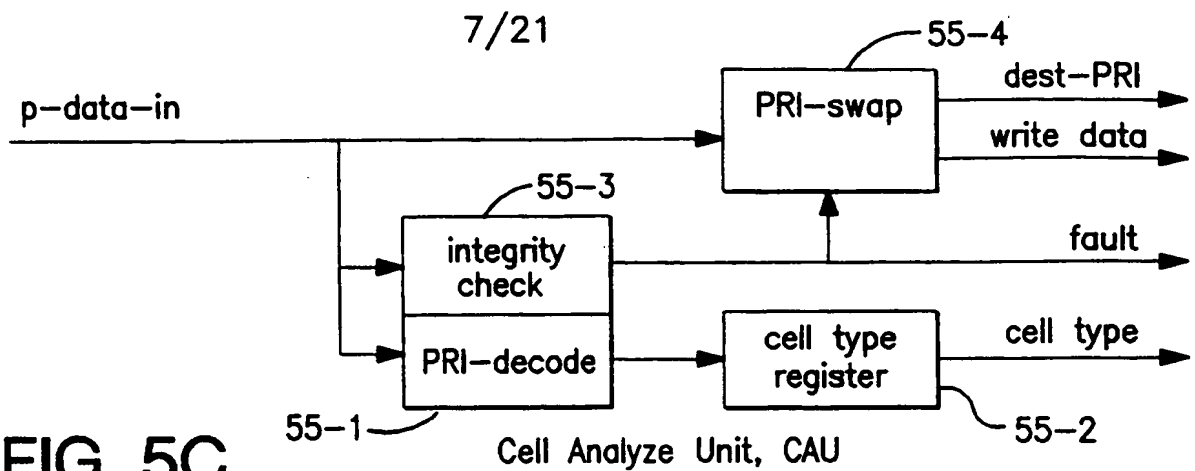 7/21
55-4
p-data-in
PRI-swap
dest-PRI
write data
55-3
integrity
check
fault
PRI-decode
cell type
register
cell type
55-1
55-2
FIG. 5C
Cell Analyze Unit, CAU